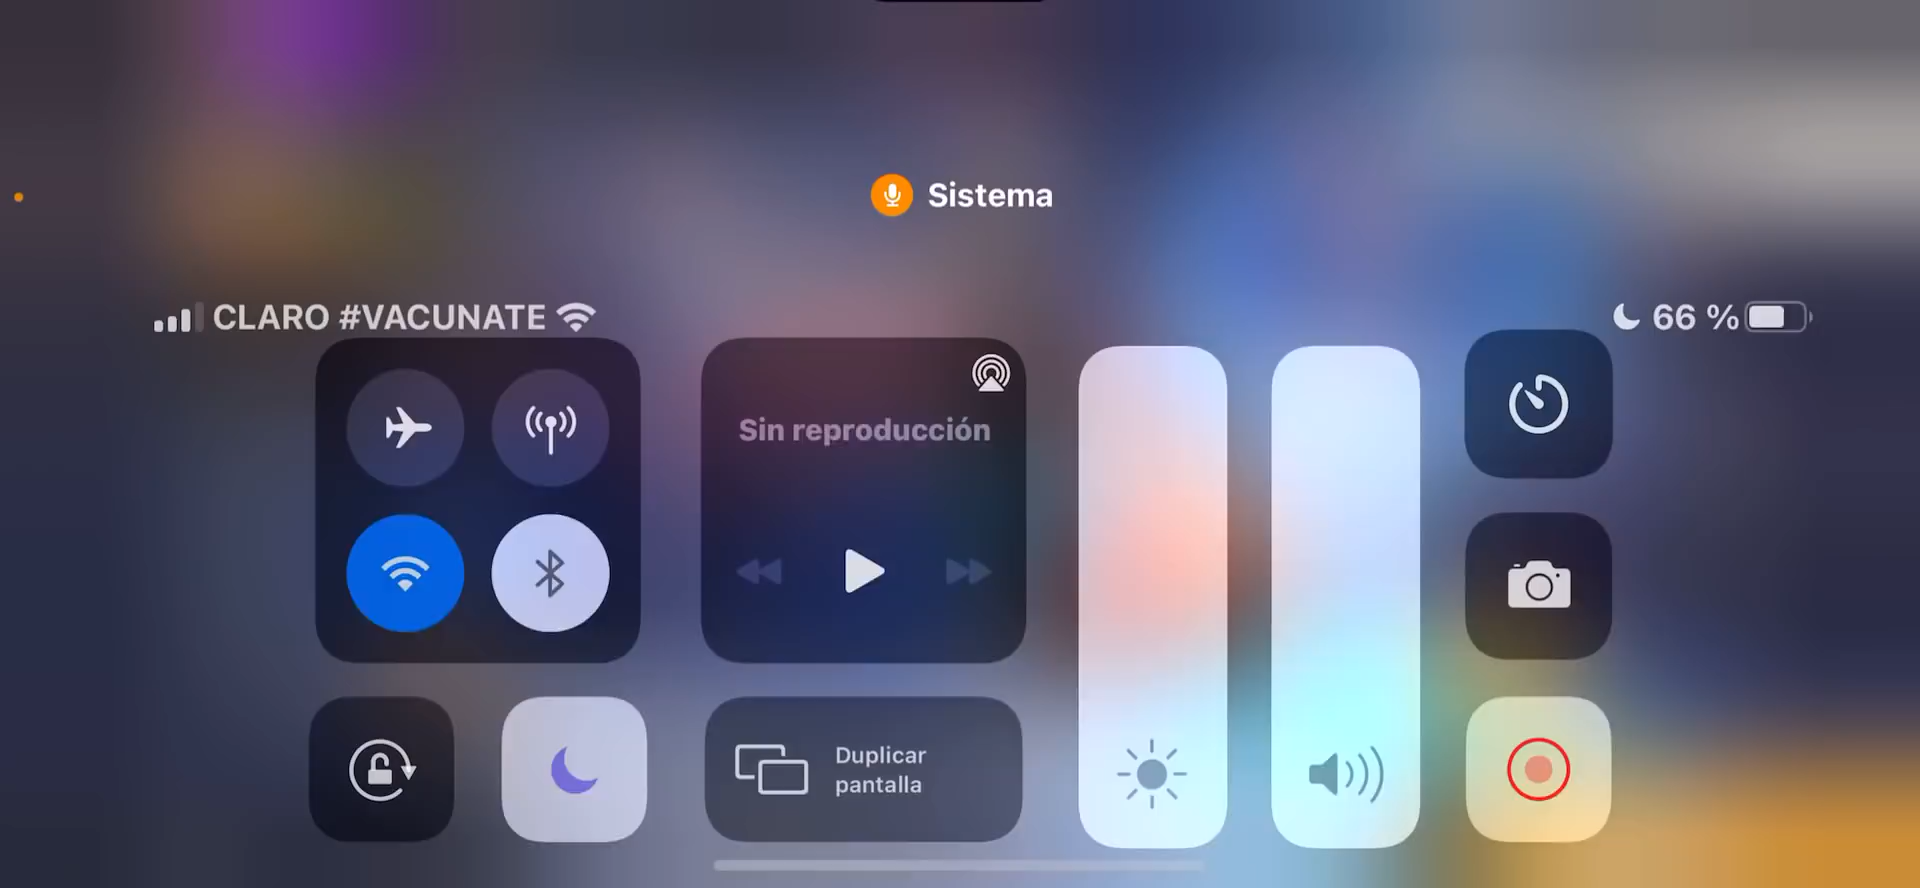 Sistema
CLARO #VACUNATE
66 %
Sin reproducción
Duplicar
pantalla